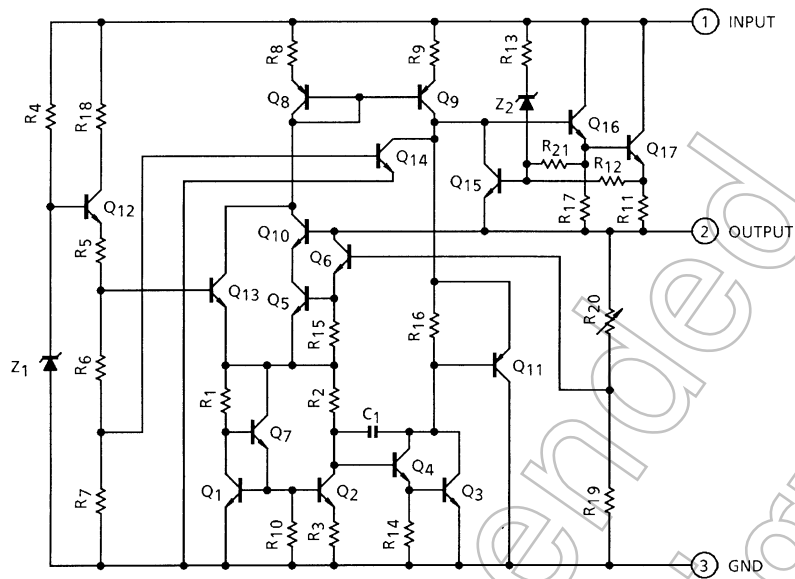 1 INPUT
R4
R18
R8
R9
R13
Q8
Q9
Z2
Q16
Q14
R21
R12
Q17
Q15
Q12
R17
R11
R5
Q10
2 OUTPUT
Q6
Q13
Q5
R20
R15
R16
Z1
R6
Q11
R1
R2
C1
Q7
Q4
R7
Q1
Q2
Q3
R19
R10
R3
R14
3 GND
ended